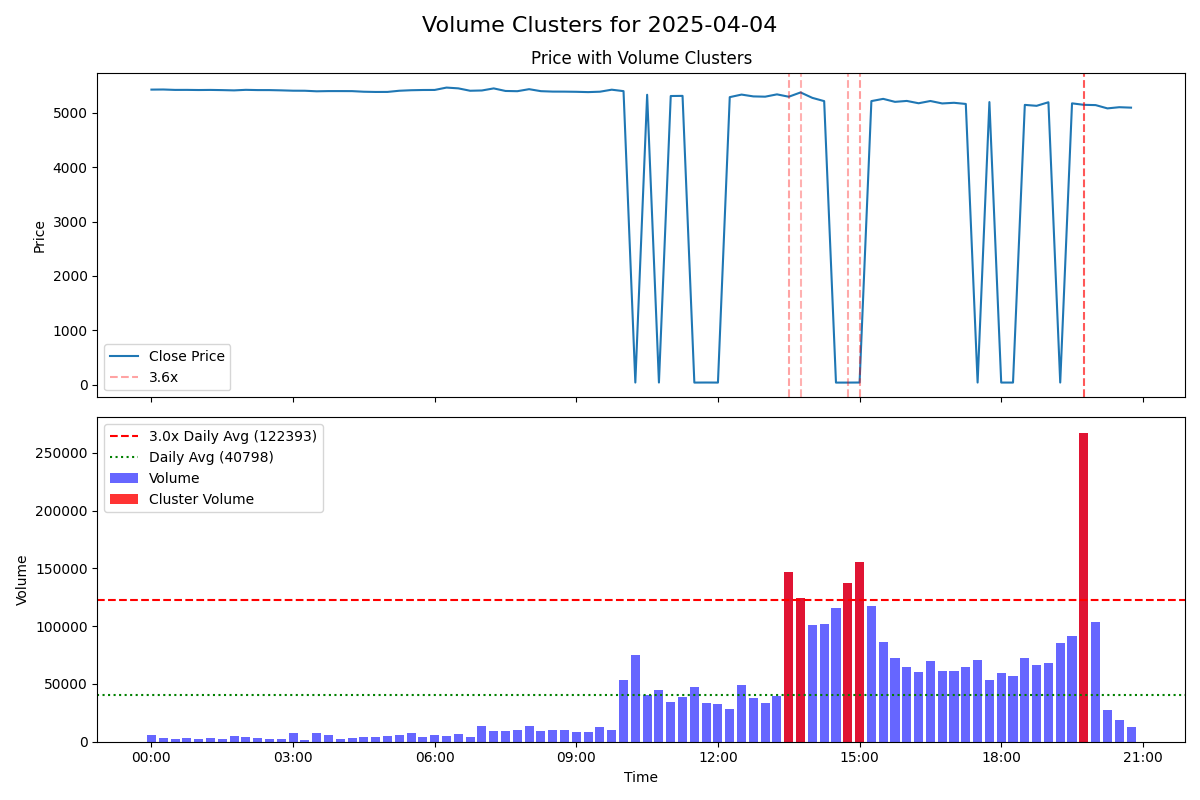 Volume Clusters for 2025-04-04
Price with Volume Clusters
Price
5000
4000
3000
2000
1000
0
Close Price
3.6x
Volume
250000
200000
150000
100000
50000
0
3.0x Daily Avg (122393)
Daily Avg (40798)
Volume
Cluster Volume
00:00 03:00 06:00 09:00 12:00 15:00 18:00 21:00
Time